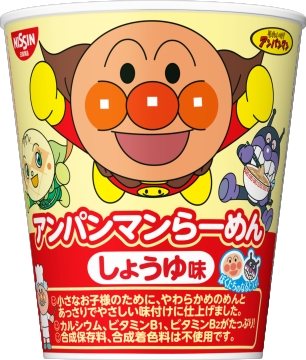 NISSIN
それいけ!
アンパンマン
アンパンマンらーめん
しょうゆ味
小さなお子様のために、やわらかめのめんと
あっさりでやさしい味付けに仕上げました。
カルシウム、ビタミンB1、ビタミンB2がたっぷり!
合成保存料、合成着色料は不使用です。